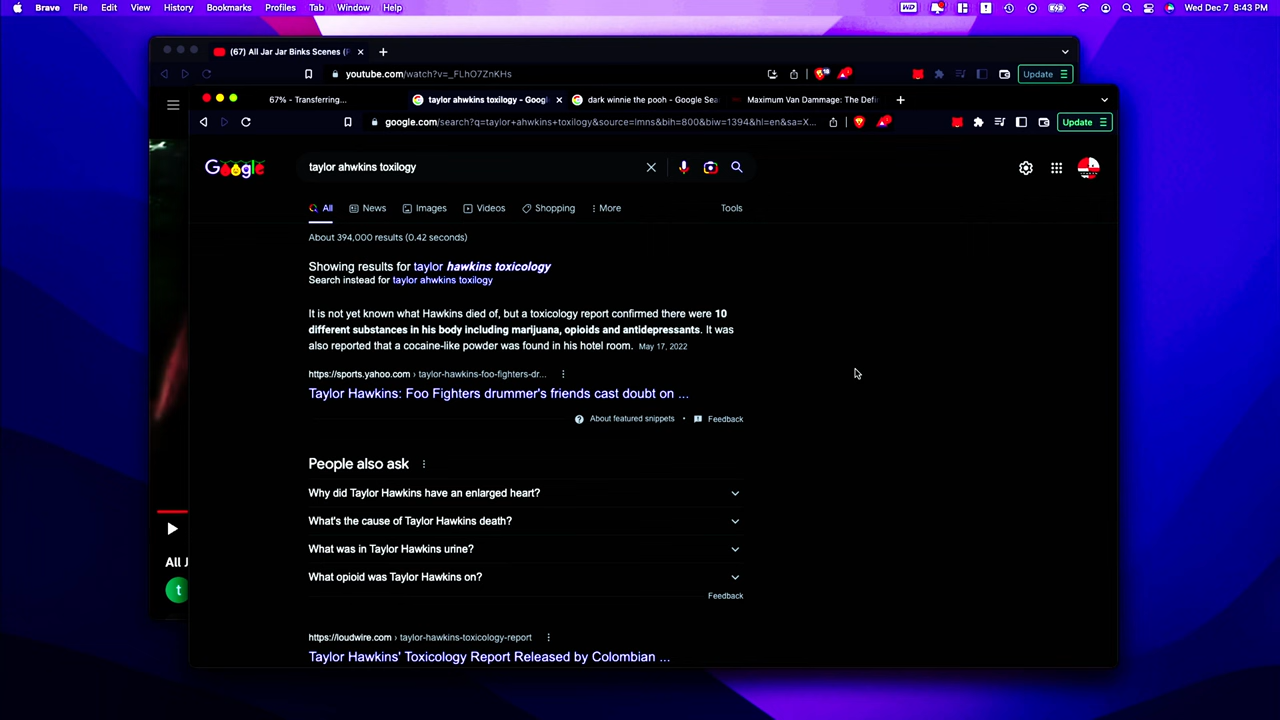 Brave File Edit View History Bookmarks Profiles Tab Window Help Wed Dec 7 8:43 PM
(67) All Jar Jar Binks Scenes (
youtube.com/watch?v=_FLhO7ZnKHs Update
67% - Transferring... taylor ahwkins toxilogy - Google dark winnie the pooh - Google Sea Maximum Van Dammage: The Defin
google.com/search?q=taylor+ahwkins+toxilogy&source=lmns&bih=800&biw=1394&hl=en&sa=X... Update
Google taylor ahwkins toxilogy
All News Images Videos Shopping More Tools
About 394,000 results (0.42 seconds)
Showing results for taylor hawkins toxicology
Search instead for taylor ahwkins toxilogy
It is not yet known what Hawkins died of, but a toxicology report confirmed there were 10
different substances in his body including marijuana, opioids and antidepressants. It was
also reported that a cocaine-like powder was found in his hotel room. May 17, 2022
https://sports.yahoo.com › taylor-hawkins-foo-fighters-dr...
Taylor Hawkins: Foo Fighters drummer's friends cast doubt on ...
About featured snippets • Feedback
People also ask
Why did Taylor Hawkins have an enlarged heart?
What's the cause of Taylor Hawkins death?
What was in Taylor Hawkins urine?
All J
What opioid was Taylor Hawkins on?
t
Feedback
https://loudwire.com › taylor-hawkins-toxicology-report
Taylor Hawkins' Toxicology Report Released by Colombian ...